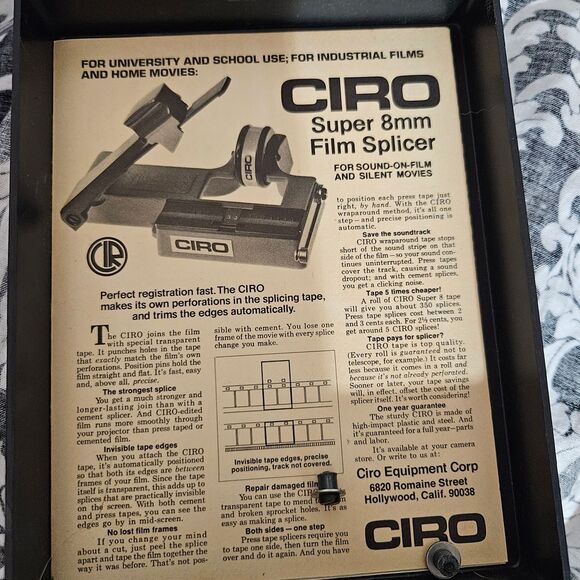 FOR UNIVERSITY AND SCHOOL USE; FOR INDUSTRIAL FILMS
AND HOME MOVIES:
CIRO
Super 8mm
Film Splicer
FOR SOUND-ON-FILM
AND SILENT MOVIES
CIRO
CIRO
CIR
Perfect registration fast. The CIRO
makes its own perforations in the splicing tape,
and trims the edges automatically.
The CIRO joins the film
with special transparent
tape. It punches holes in the tape
that exactly match the film's own
perforations. Position pins hold the
film straight and flat. It's fast, easy
and, above all, precise.
The strongest splice
You get a much stronger and
longer-lasting join than with a
cement splice. And CIRO-edited
film runs more smoothly through
your projector than press taped or
cemented film.
Invisible tape edges
When you attach the CIRO
tape, it's automatically positioned
so that both its edges are between
frames of your film. Since the tape
itself is transparent, this adds up to
splices that are practically invisible
on the screen. With both cement
and press tapes, you can see the
edges go by in mid-screen.
No lost film frames
If you change your mind
about a cut, just peel the splice
apart and tape the film together the
way it was before. That's not pos-
sible with cement. You lose one
frame of the movie with every splice
change you make.
Invisible tape edges, precise
positioning, track not covered.
Repair damaged
You can use the
transparent tape to mend
and broken sprocket holes. It's as
easy as making a splice.
Both sides — one step
Press tape splicers require you
to tape one side, then turn the film
over and do it again. And you have
to position each press tape just
right, by hand. With the CIRO
wraparound method, it's all one
step — and precise positioning is
automatic.
Save the soundtrack
CIRO wraparound tape stops
short of the sound stripe on that
side of the film — so your sound con-
tinues uninterrupted. Press tapes
cover the track, causing a sound
dropout; and with cement splices,
you get a clicking noise.
Tape 5 times cheaper!
A roll of CIRO Super 8 tape
will give you about 350 splices.
Press tape splices cost between 2
and 3 cents each. For 2½ cents, you
get around 5 CIRO splices!
Tape pays for splicer?
CIRO tape is top quality.
(Every roll is guaranteed not to
telescope, for example.) It costs far
less because it comes in a roll and
because it's not already perforated.
Sooner or later, your tape savings
will, in effect, offset the cost of the
splicer itself. It's worth considering!
One year guarantee
The sturdy CIRO is made of
high-impact plastic and steel. And
it's guaranteed for a full year—parts
and labor.
It's available at your camera
store. Or write to us at:
Ciro Equipment Corp
6820 Romaine Street
Hollywood, Calif. 90038
CIRO